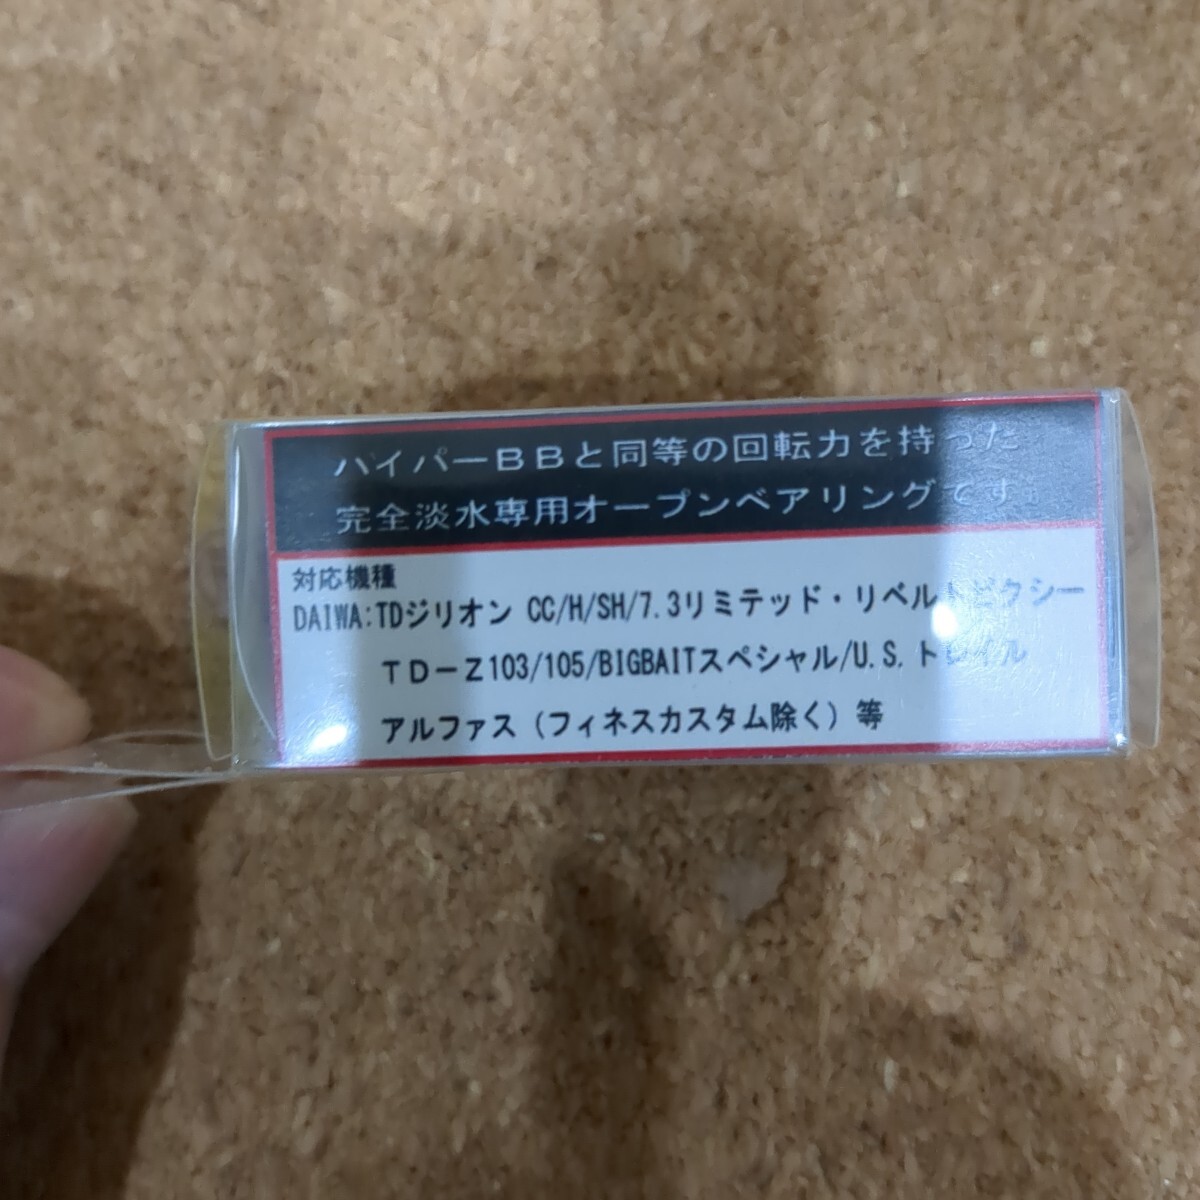 ハイパーBBと同等の回転力を持った
完全淡水専用オープンベアリングです。
対応機種
DAIWA:TDジリオン CC/H/SH/7.3リミテッド・リベルトピクシー
TD-Z103/105/BIGBAITスペシャル/U.S.トレイル
アルファス（フィネスカスタム除く）等